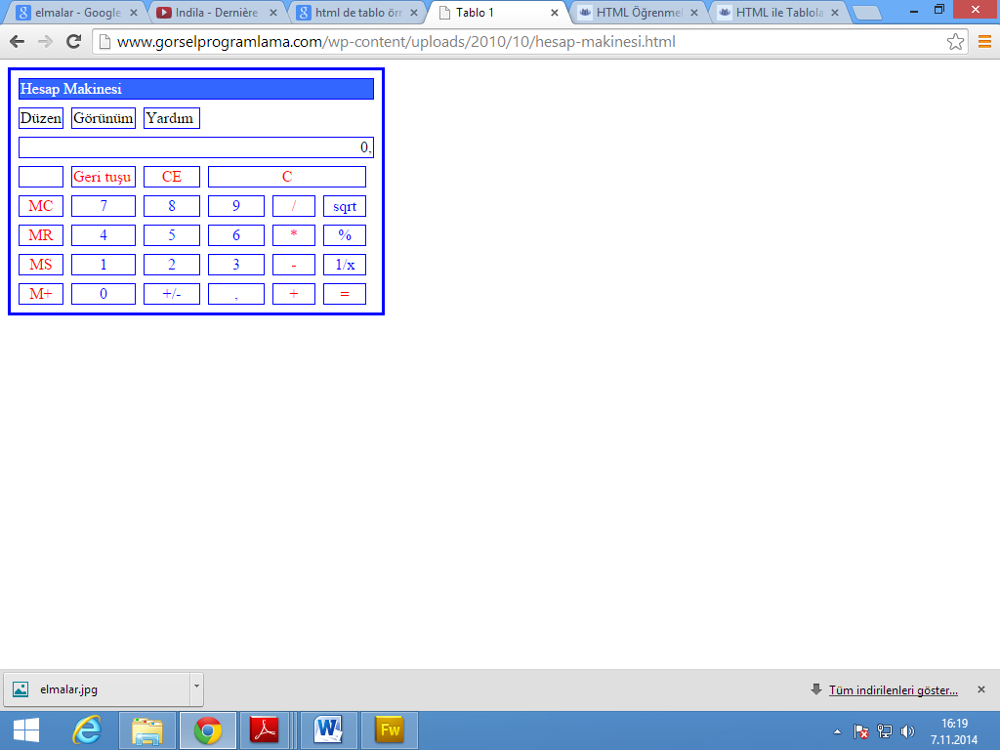 elmalar - Google
Indila - Dernière
html de tablo örn
Tablo 1
HTML Öğrenmel
HTML ile Tablola
www.gorselprogramlama.com/wp-content/uploads/2010/10/hesap-makinesi.html
Hesap Makinesi
Düzen Görünüm Yardım
0,
Geri tuşu CE C
MC 7 8 9 / sqrt
MR 4 5 6 * %
MS 1 2 3 - 1/x
M+ 0 +/- , + =
elmalar.jpg
Tüm indirilenleri göster...
W
Fw
16:19
7.11.2014